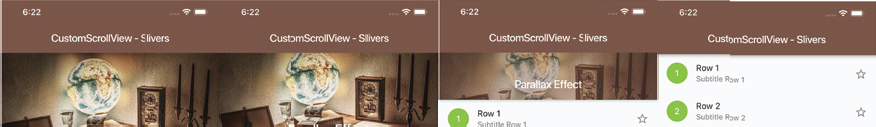 6:22
CustomScrollView - Slivers
6:22
CustomScrollView - Slivers
6:22
CustomScrollView - Slivers
Parallax Effect
1
Row 1
Subtitle Row 1
6:22
CustomScrollView - Slivers
1
Row 1
Subtitle Row 1
2
Row 2
Subtitle Row 2